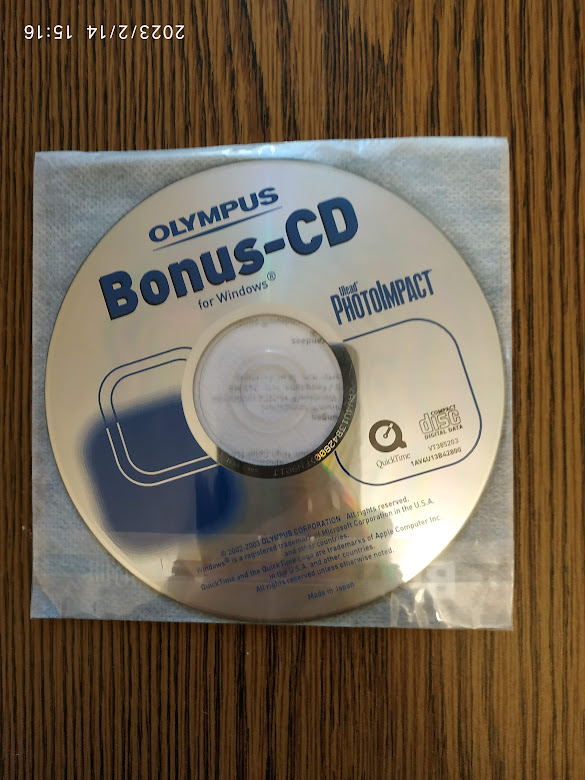 2023/2/14 15:16
OLYMPUS
Bonus-CD
for Windows®
Ulead®
PHOTOIMPACT™
QuickTime
COMPACT
disc
DIGITAL DATA
VT385203
1AV4U13B42800
© 2002-2003 OLYMPUS CORPORATION All rights reserved.
Windows® is a registered trademark of Microsoft Corporation in the U.S.A.
and other countries.
QuickTime and the QuickTime Logo are trademarks of Apple Computer Inc.
in the U.S.A. and other countries.
All rights reserved unless otherwise noted.
Made in Japan